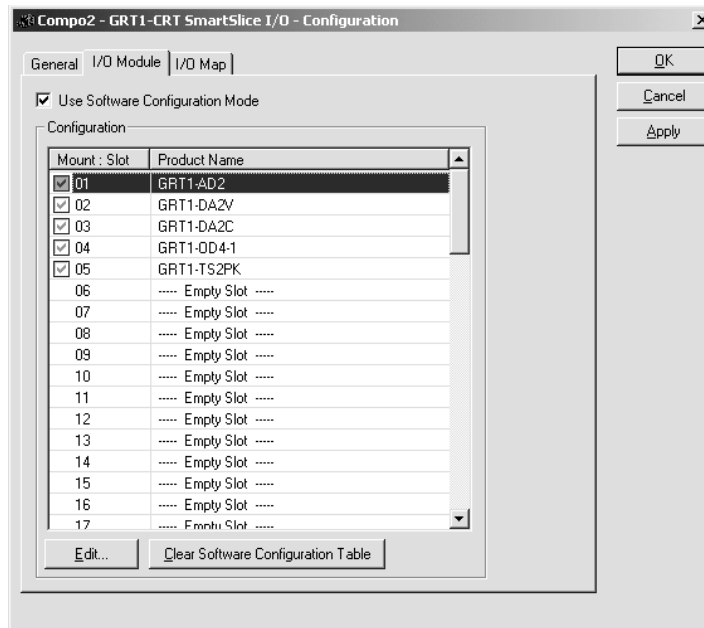 Compo2 - GRT1-CRT SmartSlice I/O - Configuration
General I/O Module I/O Map
OK
Cancel
Apply
Use Software Configuration Mode
Configuration
Mount : Slot Product Name
01 GRT1-AD2
02 GRT1-DA2V
03 GRT1-DA2C
04 GRT1-OD4-1
05 GRT1-TS2PK
06 ----- Empty Slot -----
07 ----- Empty Slot -----
08 ----- Empty Slot -----
09 ----- Empty Slot -----
10 ----- Empty Slot -----
11 ----- Empty Slot -----
12 ----- Empty Slot -----
13 ----- Empty Slot -----
14 ----- Empty Slot -----
15 ----- Empty Slot -----
16 ----- Empty Slot -----
17 ----- Empty Slot -----
Edit... Clear Software Configuration Table